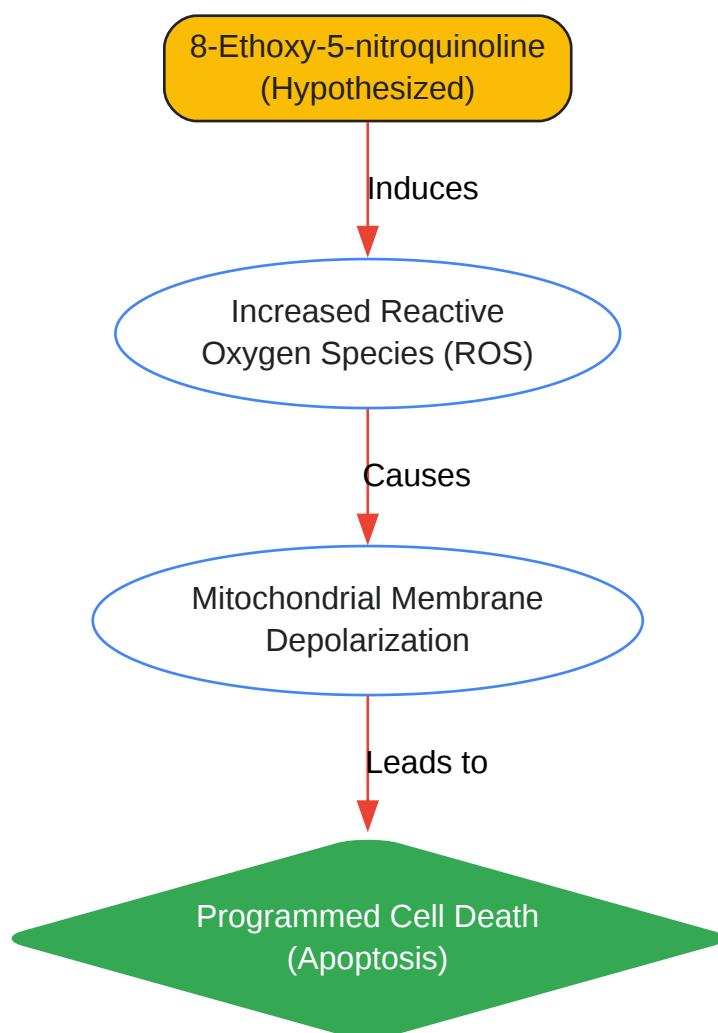 8-Ethoxy-5-nitroquinoline
(Hypothesized)
Induces
Increased Reactive
Oxygen Species (ROS)
Causes
Mitochondrial Membrane
Depolarization
Leads to
Programmed Cell Death
(Apoptosis)